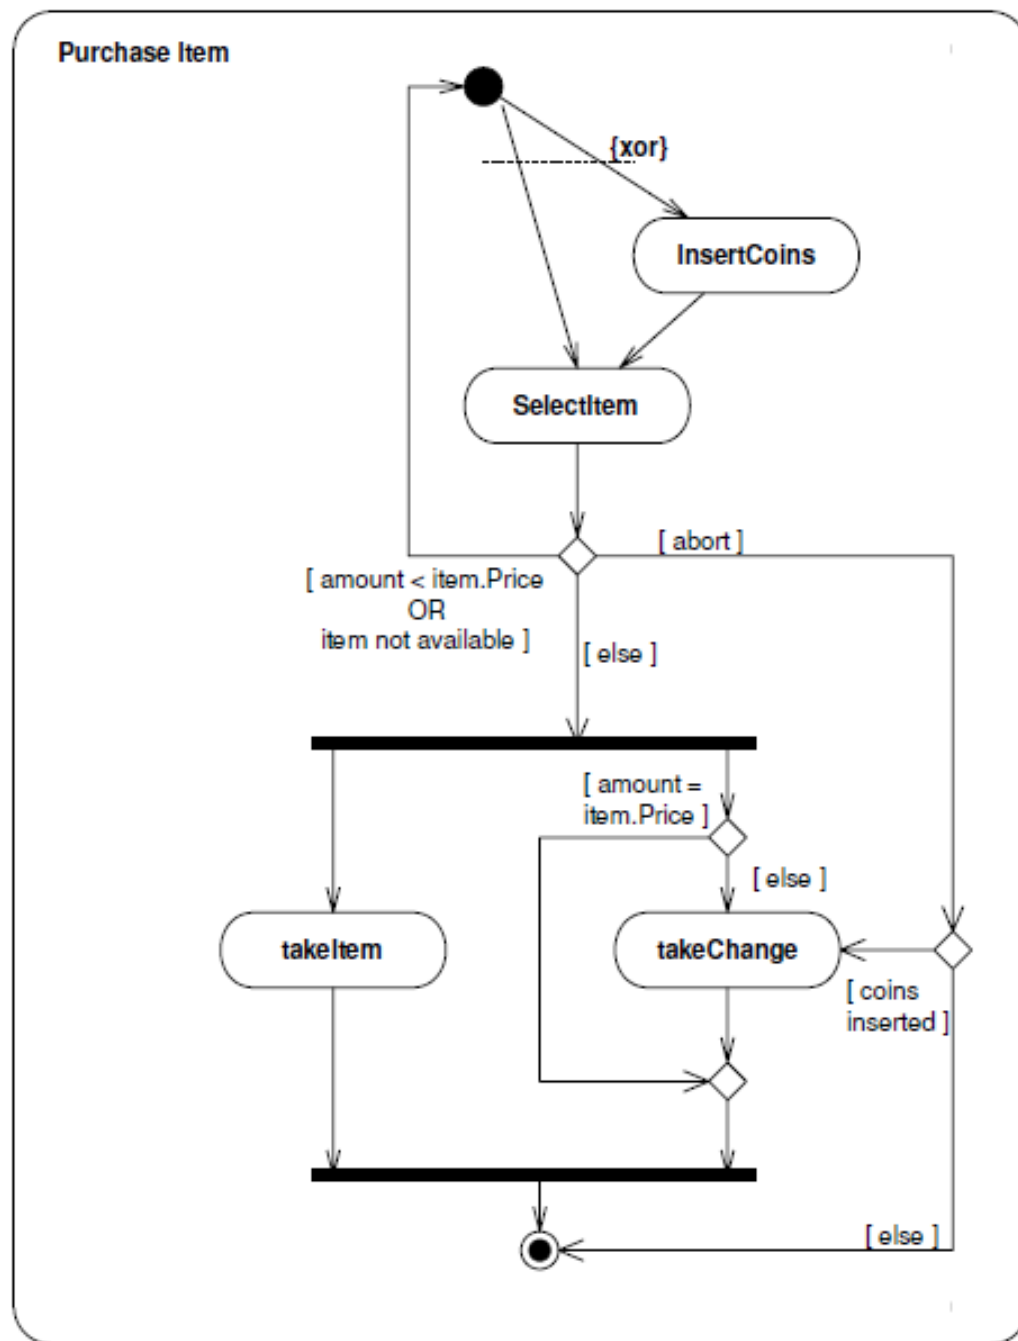 Purchase Item
{xor}
InsertCoins
SelectItem
[ abort ]
[ amount < item.Price
OR
item not available ]
[ else ]
[ amount =
item.Price ]
[ else ]
takeItem
takeChange
[ coins
inserted ]
[ else ]